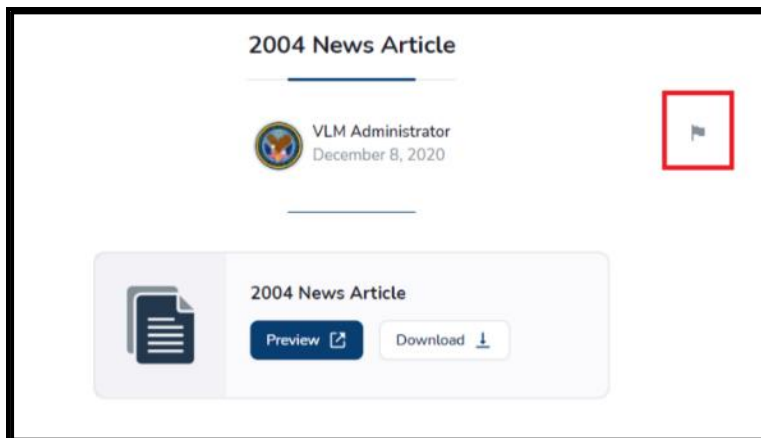 2004 News Article
VLM Administrator
December 8, 2020
2004 News Article
Preview
Download